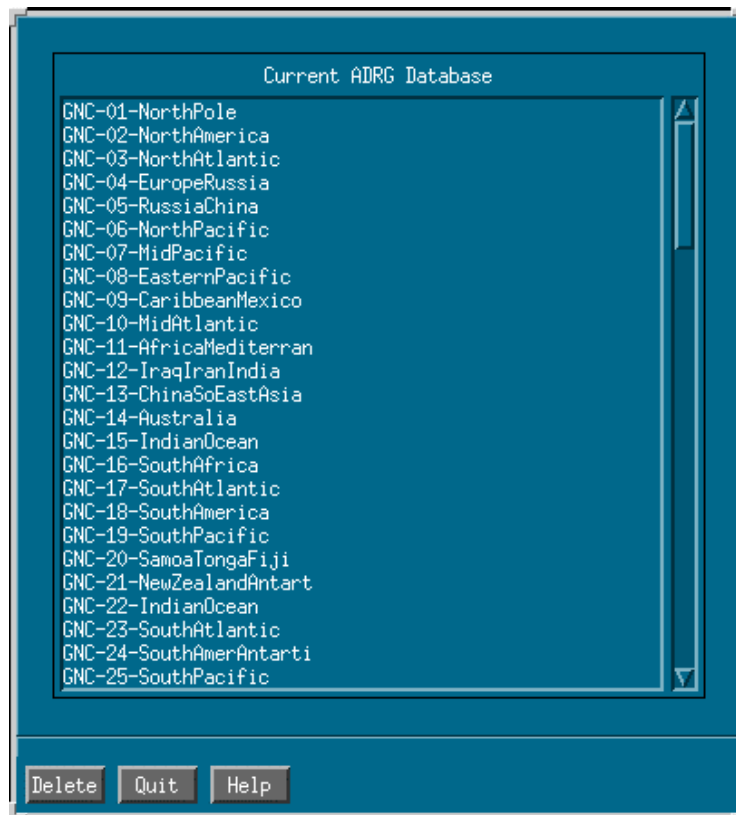 Current ADRG Database
GNC-01-NorthPole
GNC-02-NorthAmerica
GNC-03-NorthAtlantic
GNC-04-EuropeRussia
GNC-05-RussiaChina
GNC-06-NorthPacific
GNC-07-MidPacific
GNC-08-EasternPacific
GNC-09-CaribbeanMexico
GNC-10-MidAtlantic
GNC-11-AfricaMediterran
GNC-12-IraqIranIndia
GNC-13-ChinaSoEastAsia
GNC-14-Australia
GNC-15-IndianOcean
GNC-16-SouthAfrica
GNC-17-SouthAtlantic
GNC-18-SouthAmerica
GNC-19-SouthPacific
GNC-20-SamoaTongaFiji
GNC-21-NewZealandAntart
GNC-22-IndianOcean
GNC-23-SouthAtlantic
GNC-24-SouthAmerAntarti
GNC-25-SouthPacific
Delete Quit Help